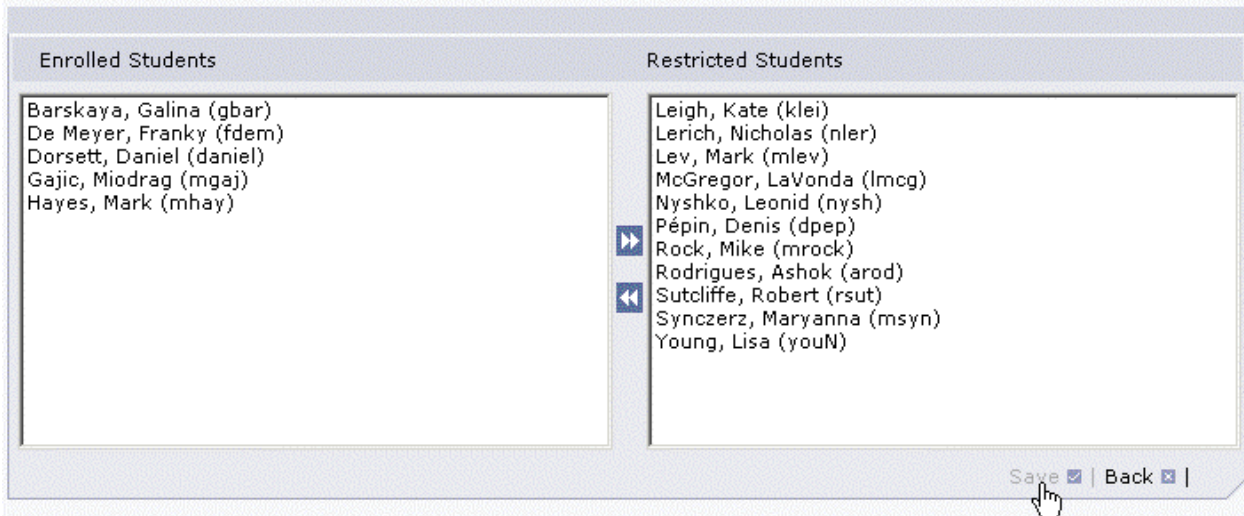 Enrolled Students
Restricted Students
Barskaya, Galina (gbar)
De Meyer, Franky (fdem)
Dorsett, Daniel (daniel)
Gajic, Miodrag (mgaj)
Hayes, Mark (mhay)
Leigh, Kate (klei)
Lerich, Nicholas (nler)
Lev, Mark (mlev)
McGregor, LaVonda (lmcg)
Nyshko, Leonid (nysh)
Pépin, Denis (dpep)
Rock, Mike (mrock)
Rodrigues, Ashok (arod)
Sutcliffe, Robert (rsut)
Synczerz, Maryanna (msyn)
Young, Lisa (youN)
Save | Back |